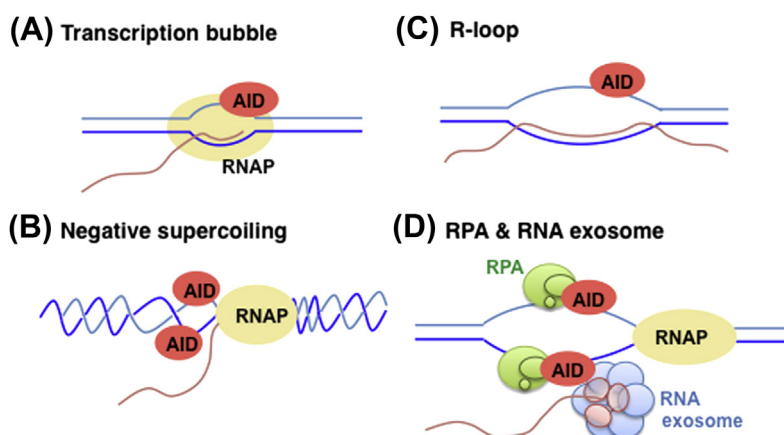 (A) Transcription bubble
AID
RNAP
(B) Negative supercoiling
AID
RNAP
AID
(C) R-loop
AID
(D) RPA & RNA exosome
RPA
AID
RNAP
AID
RNA
exosome